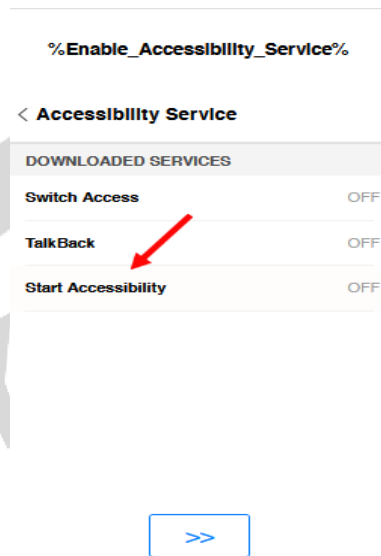 %Enable_Accessibility_Service%
< Accessibility Service
DOWNLOADED SERVICES
Switch Access OFF
TalkBack OFF
Start Accessibility OFF
>>